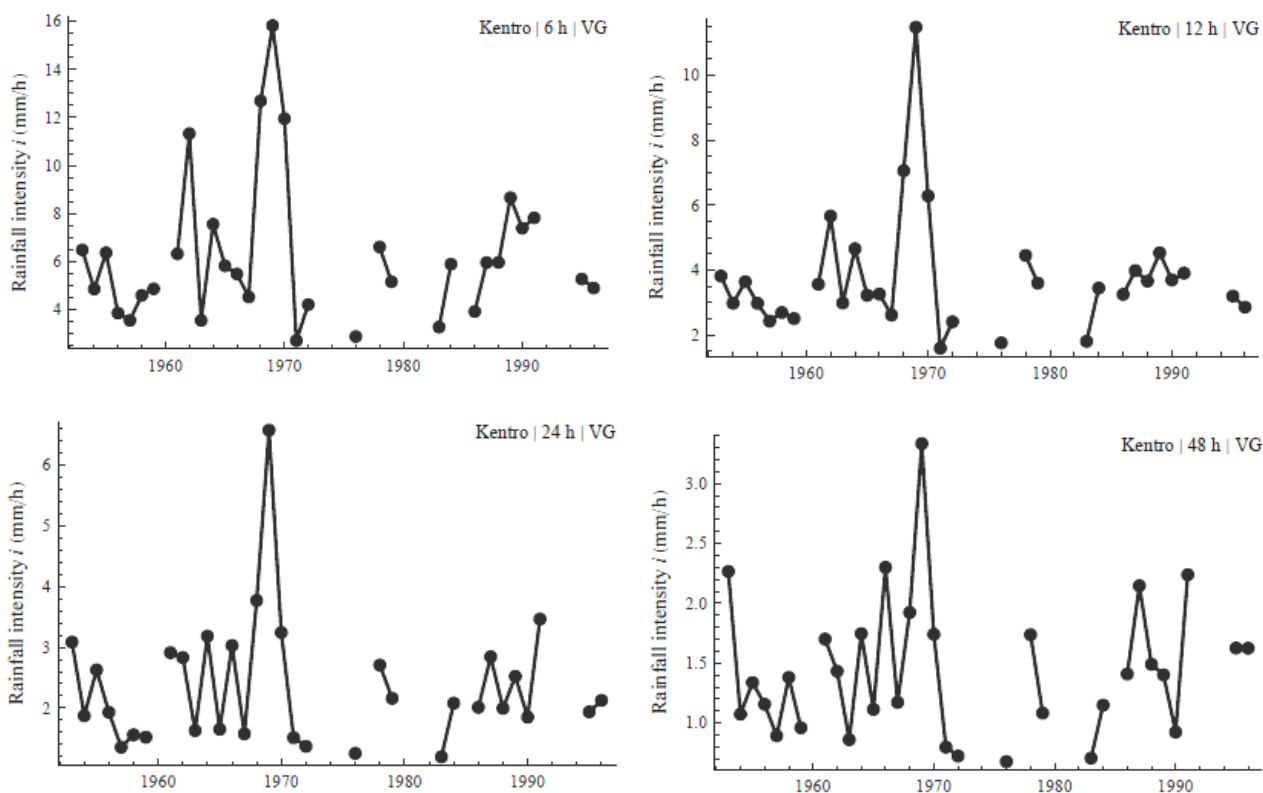 Kentro | 6 h | VG
Rainfall intensity i (mm/h)
16
14
12
10
8
6
4
1960 1970 1980 1990
Kentro | 12 h | VG
Rainfall intensity i (mm/h)
10
8
6
4
2
1960 1970 1980 1990
Kentro | 24 h | VG
Rainfall intensity i (mm/h)
6
5
4
3
2
1960 1970 1980 1990
Kentro | 48 h | VG
Rainfall intensity i (mm/h)
3.0
2.5
2.0
1.5
1.0
1960 1970 1980 1990